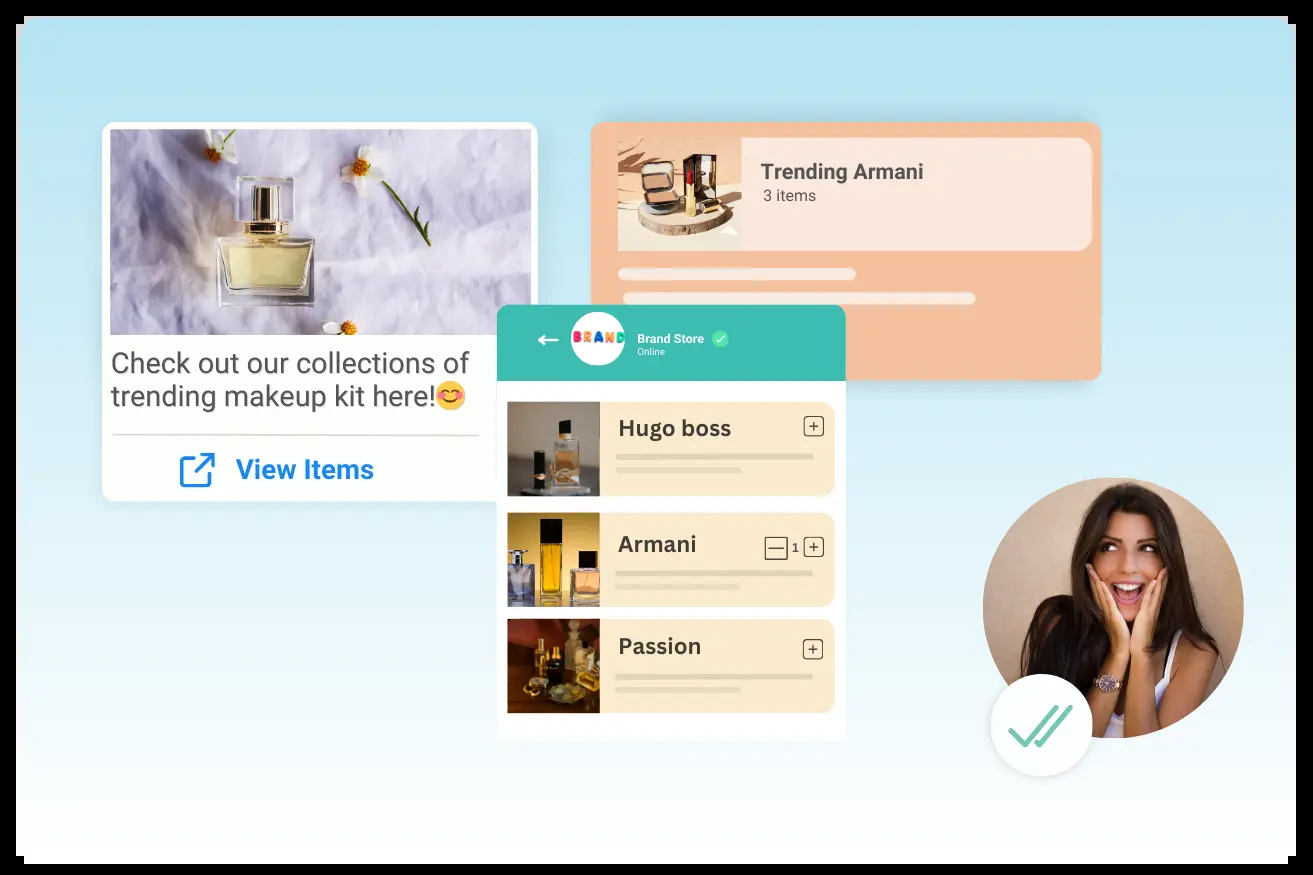 Check out our collections of
trending makeup kit here!😊
View Items
Trending Armani
3 items
BRAND
Brand Store
Online
Hugo boss
Armani
1
Passion